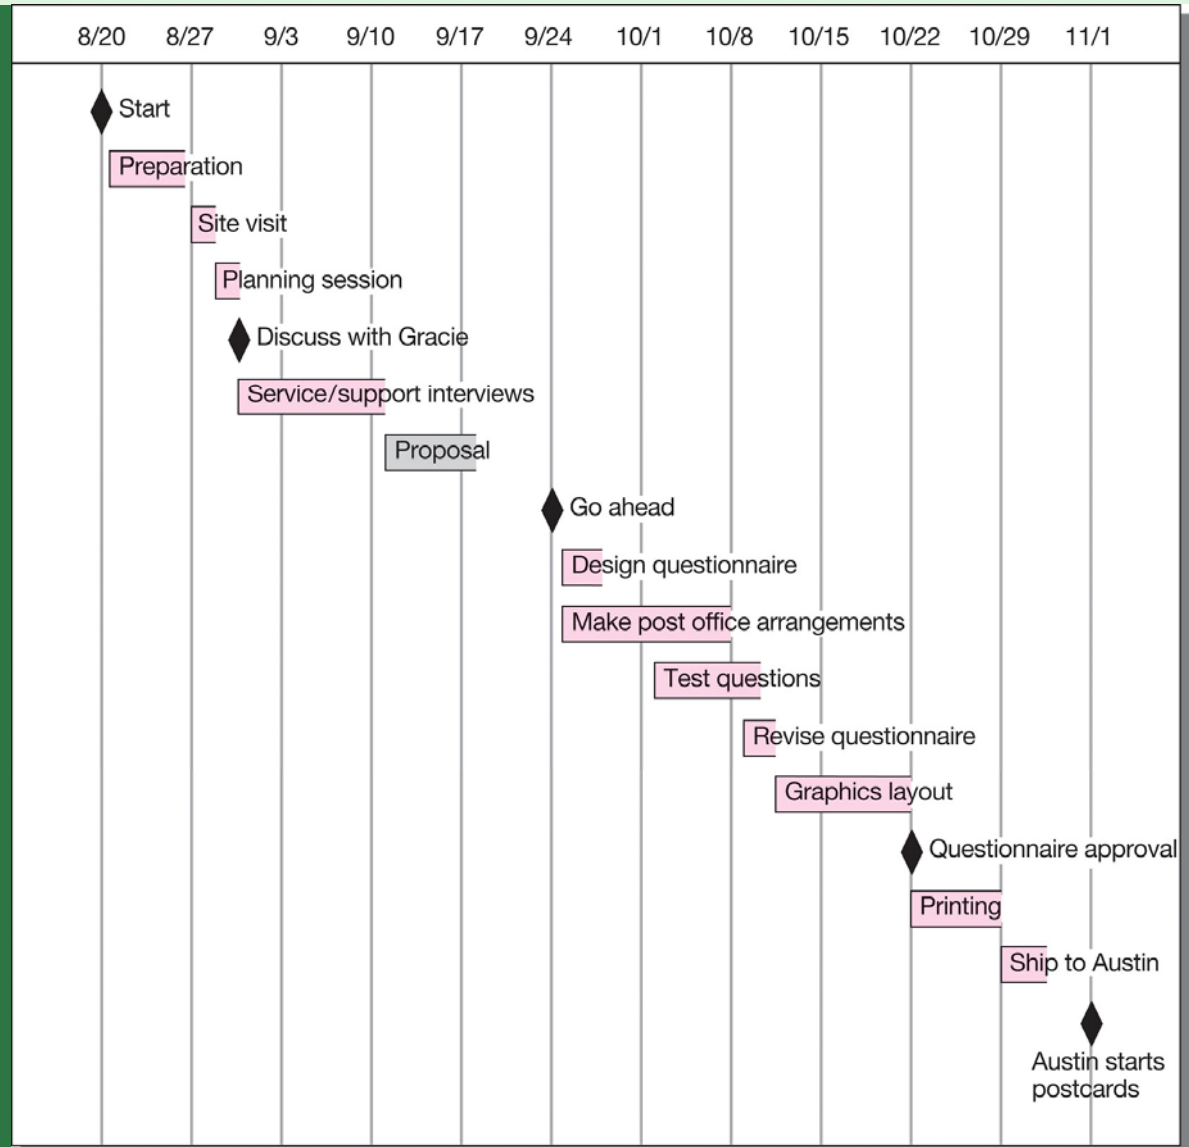 8/20 8/27 9/3 9/10 9/17 9/24 10/1 10/8 10/15 10/22 10/29 11/1
Start
Preparation
Site visit
Planning session
Discuss with Gracie
Service/support interviews
Proposal
Go ahead
Design questionnaire
Make post office arrangements
Test questions
Revise questionnaire
Graphics layout
Questionnaire approval
Printing
Ship to Austin
Austin starts
postcards